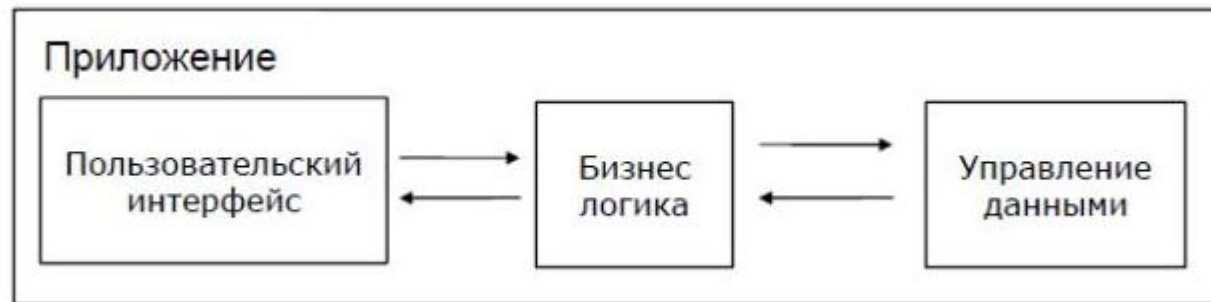 Приложение
Пользовательский
интерфейс
Бизнес
логика
Управление
данными